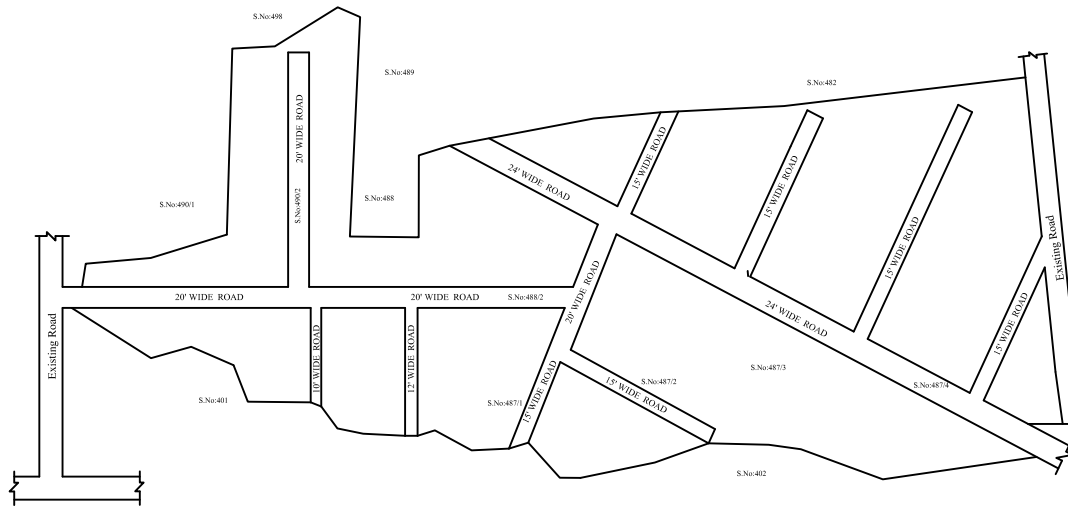 S.No:498
S.No:489
S.No:482
20' WIDE ROAD
15' WIDE ROAD
24' WIDE ROAD
15' WIDE ROAD
S.No:490/1
S.No:490/2
S.No:488
15' WIDE ROAD
Existing Road
20' WIDE ROAD
20' WIDE ROAD
S.No:488/2
20' WIDE ROAD
24' WIDE ROAD
15' WIDE ROAD
Existing Road
10' WIDE ROAD
12' WIDE ROAD
S.No:487/3
S.No:487/2
15' WIDE ROAD
S.No:487/4
S.No:401
S.No:487/1
15' WIDE ROAD
S.No:402